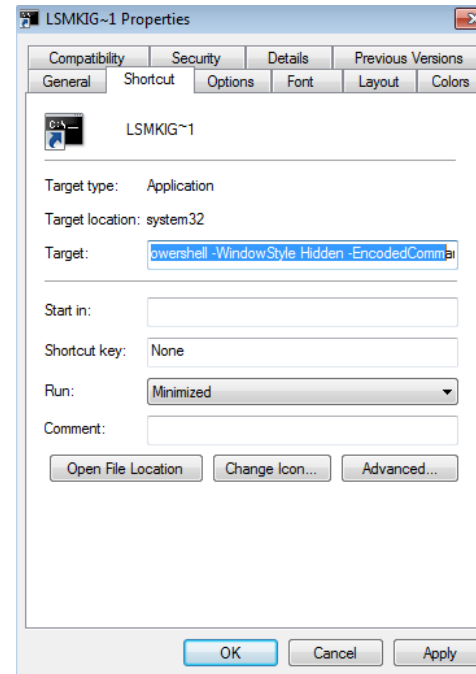 LSMKIG~1 Properties
Compatibility Security Details Previous Versions
General Shortcut Options Font Layout Colors
C:\
LSMKIG~1
Target type: Application
Target location: system32
Target: owershell -WindowStyle Hidden -EncodedComma
Start in:
Shortcut key: None
Run: Minimized
Comment:
Open File Location Change Icon... Advanced...
OK Cancel Apply